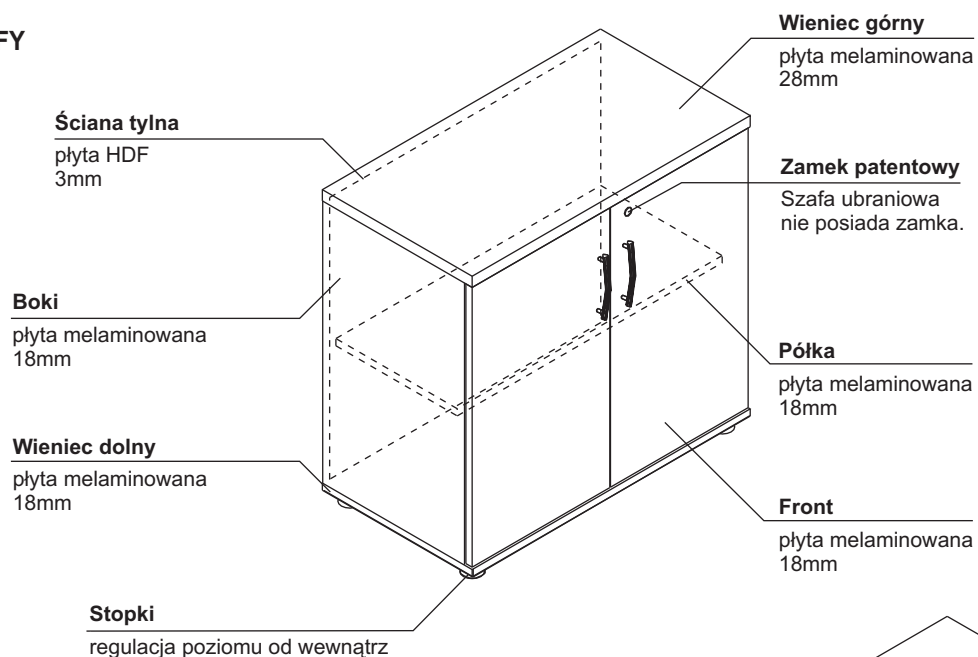 FY
Wieniec górny
płyta melaminowana
28mm
Ściana tylna
płyta HDF
3mm
Zamek patentowy
Szafa ubraniowa
nie posiada zamka.
Boki
płyta melaminowana
18mm
Półka
płyta melaminowana
18mm
Wieniec dolny
płyta melaminowana
18mm
Front
płyta melaminowana
18mm
Stopki
regulacja poziomu od wewnątrz